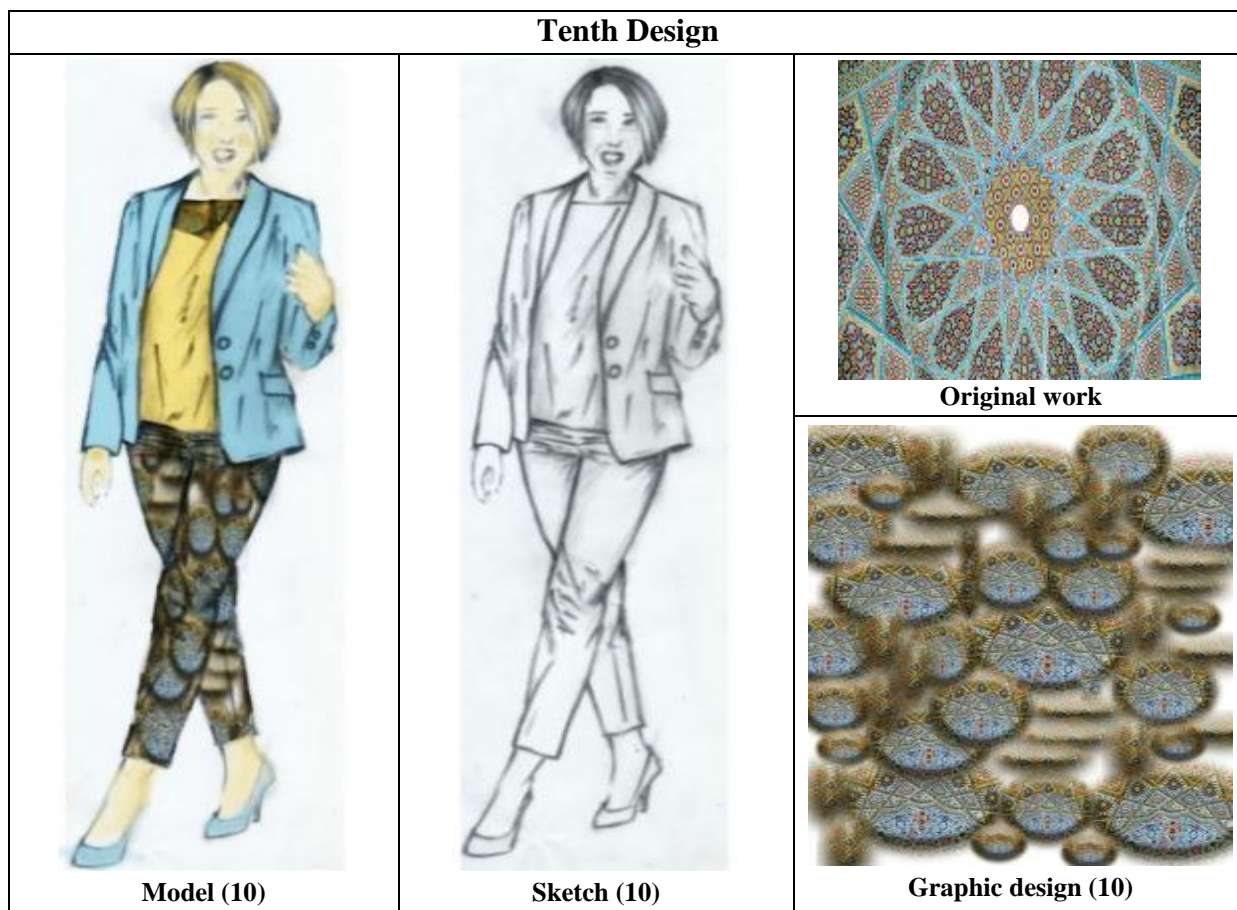 Tenth Design
Original work
Model (10)
Sketch (10)
Graphic design (10)